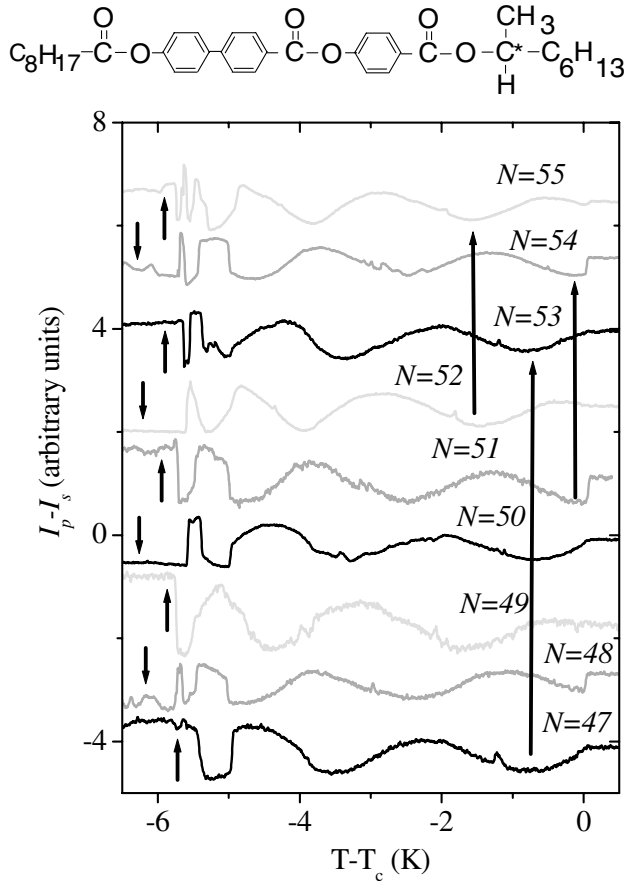 CH3
O O O
C8H17 C O C O C O C* C6H13
H
8
N=55
N=54
4
N=53
N=52
N=51
0
N=50
N=49
N=48
-4
N=47
Ip-Is (arbitrary units)
-6 -4 -2 0
T-Tc (K)